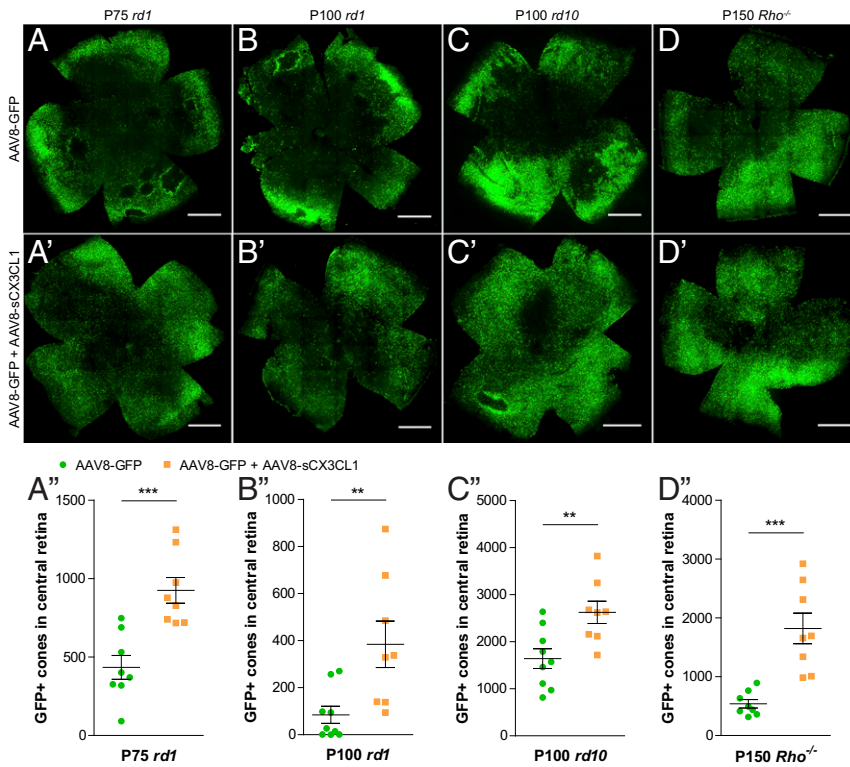 P75 rd1 P100 rd1 P100 rd10 P150 Rho-/-
A B C D
AAV8-GFP
A' B' C' D'
AAV8-GFP + AAV8-sCX3CL1
AAV8-GFP AAV8-GFP + AAV8-sCX3CL1
A" B" C" D"
GFP+ cones in central retina
1500
1000
500
0
***
P75 rd1
GFP+ cones in central retina
1000
800
600
400
200
0
**
P100 rd1
GFP+ cones in central retina
5000
4000
3000
2000
1000
0
**
P100 rd10
GFP+ cones in central retina
4000
3000
2000
1000
0
***
P150 Rho-/-